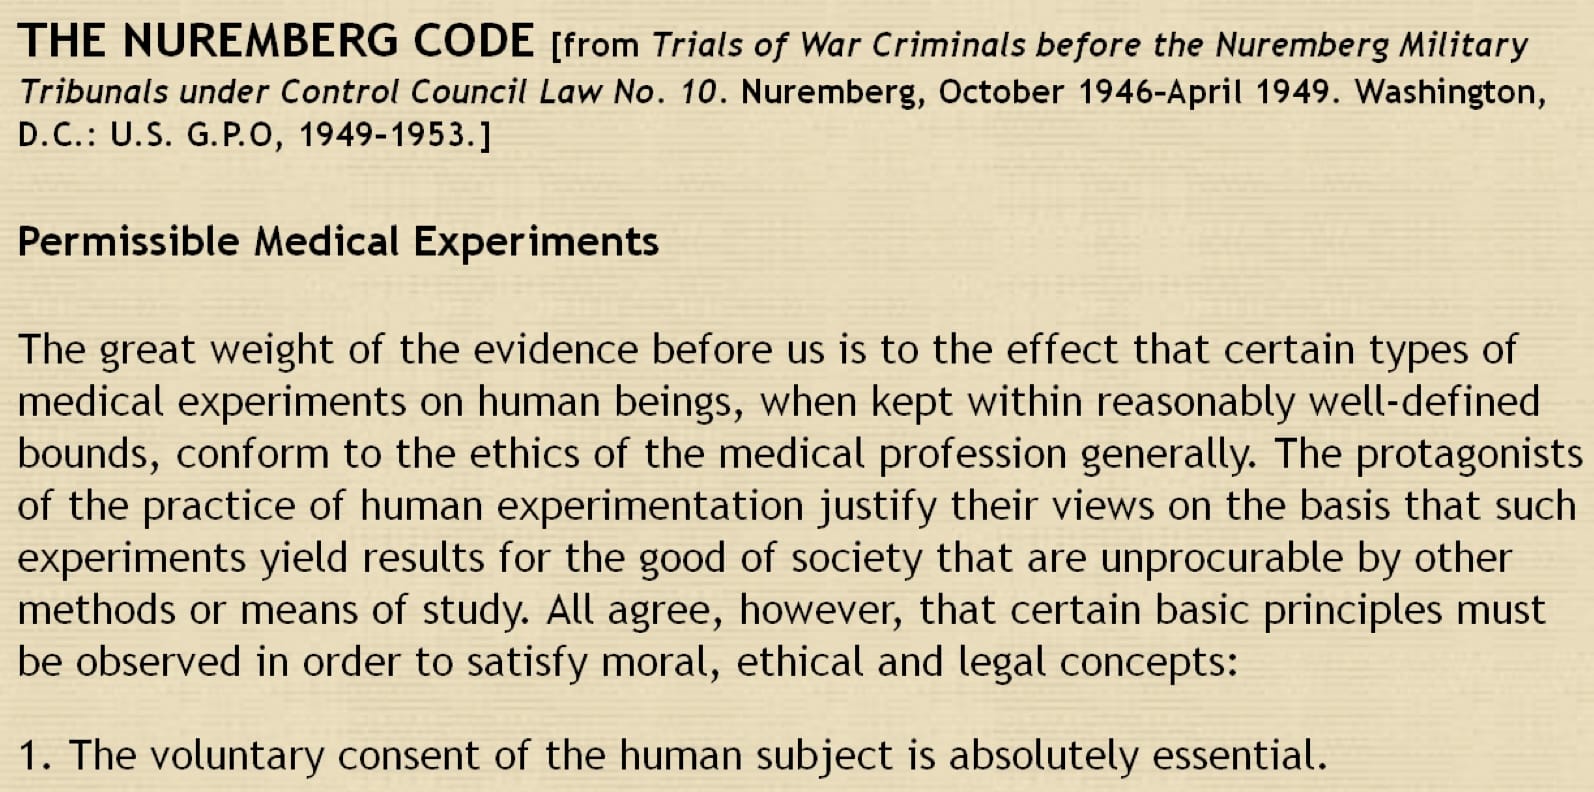 THE NUREMBERG CODE [from Trials of War Criminals before the Nuremberg Military
Tribunals under Control Council Law No. 10. Nuremberg, October 1946–April 1949. Washington,
D.C.: U.S. G.P.O, 1949–1953.]
Permissible Medical Experiments
The great weight of the evidence before us is to the effect that certain types of
medical experiments on human beings, when kept within reasonably well-defined
bounds, conform to the ethics of the medical profession generally. The protagonists
of the practice of human experimentation justify their views on the basis that such
experiments yield results for the good of society that are unprocurable by other
methods or means of study. All agree, however, that certain basic principles must
be observed in order to satisfy moral, ethical and legal concepts:
1. The voluntary consent of the human subject is absolutely essential.